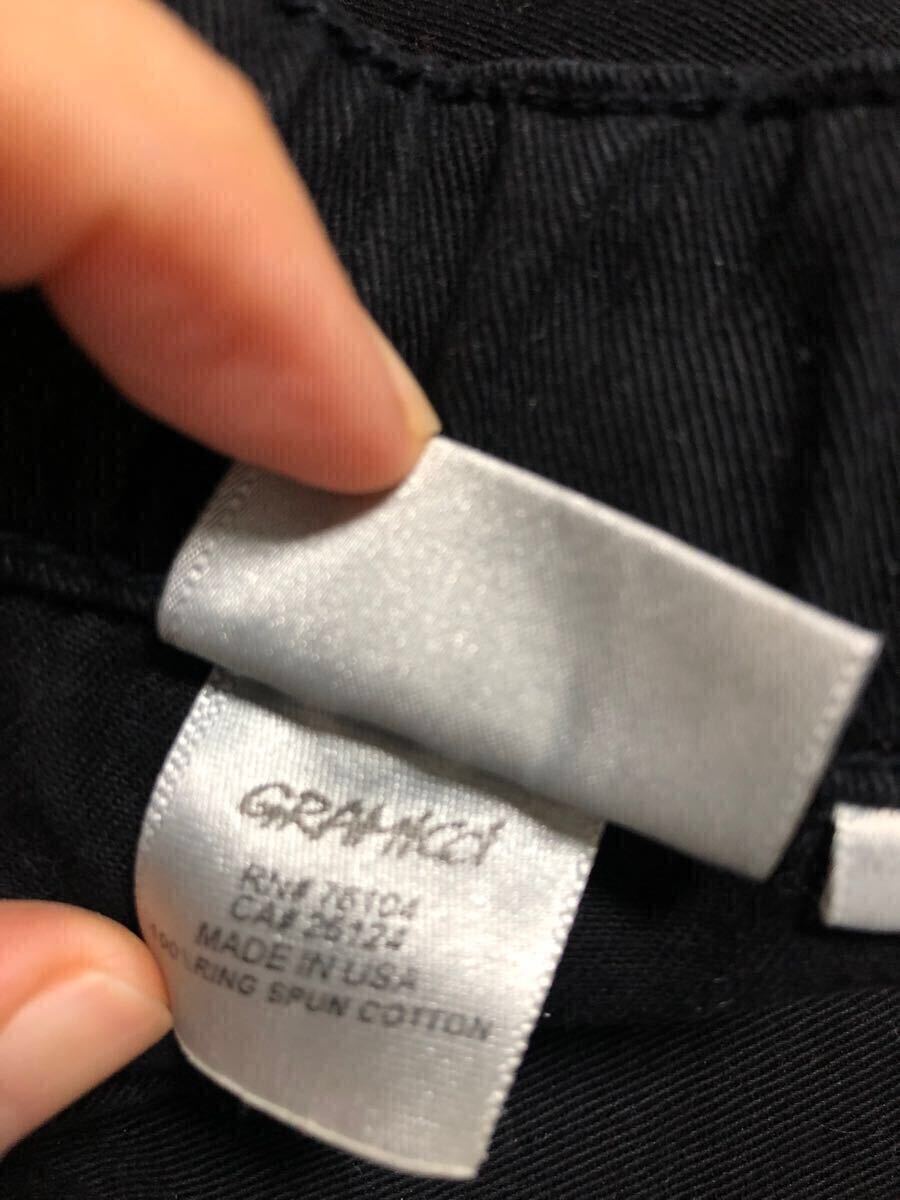 GRAMICCI
RN# 76104
CA# 26124
MADE IN USA
100% RING SPUN COTTON